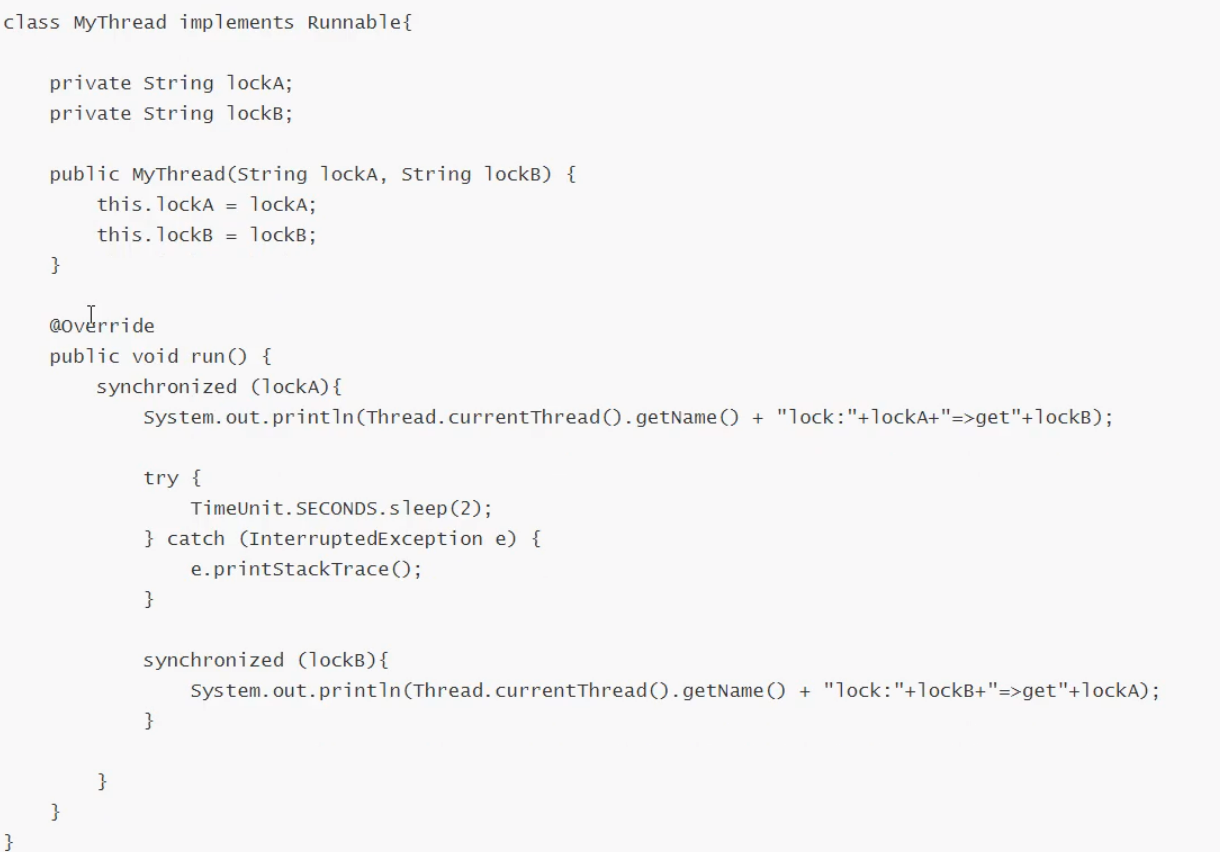 class MyThread implements Runnable{
private String lockA;
private String lockB;
public MyThread(String lockA, String lockB) {
this.lockA = lockA;
this.lockB = lockB;
}
@Override
public void run() {
synchronized (lockA){
System.out.println(Thread.currentThread().getName() + "lock:"+lockA+"=>get"+lockB);
try {
TimeUnit.SECONDS.sleep(2);
} catch (InterruptedException e) {
e.printStackTrace();
}
synchronized (lockB){
System.out.println(Thread.currentThread().getName() + "lock:"+lockB+"=>get"+lockA);
}
}
}
}